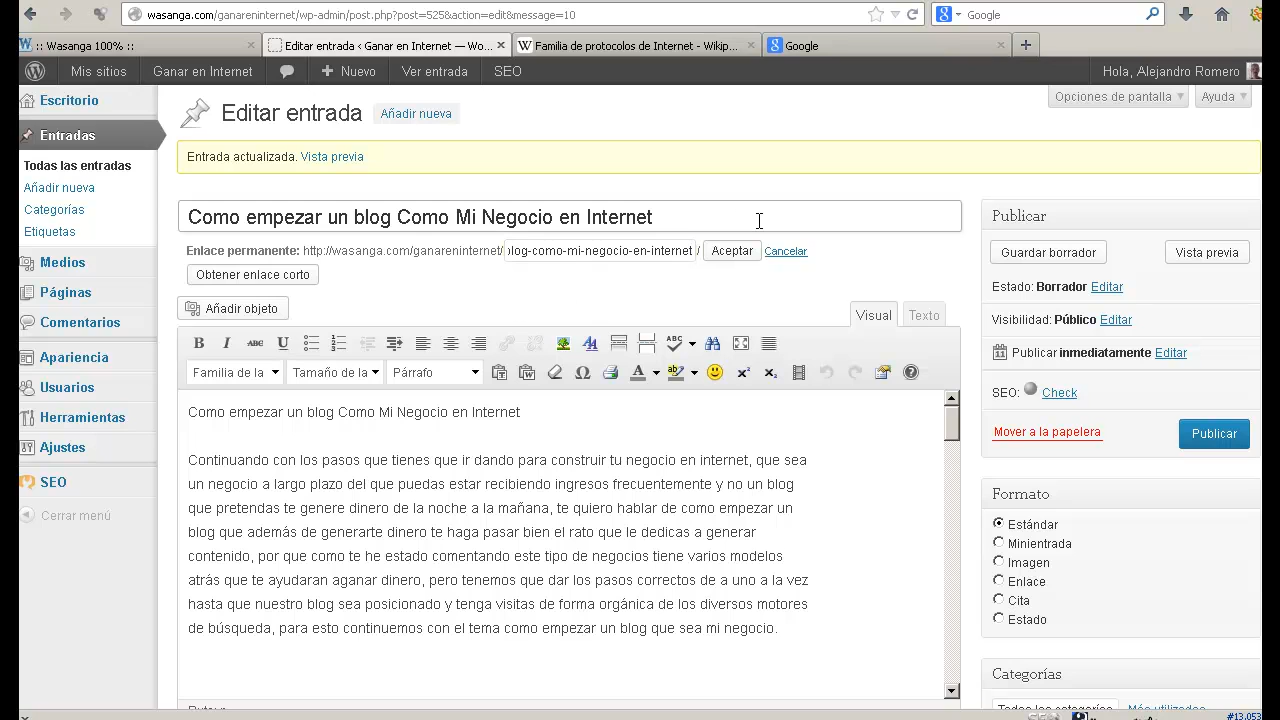 wasanga.com/ganareninternet/wp-admin/post.php?post=525&action=edit&message=10
Google
:: Wasanga 100% ::
Editar entrada ‹ Ganar en Internet — Wo...
Familia de protocolos de Internet - Wikip...
Google
Mis sitios
Ganar en Internet
Nuevo
Ver entrada
SEO
Hola, Alejandro Romero
Escritorio
Entradas
Todas las entradas
Añadir nueva
Categorías
Etiquetas
Medios
Páginas
Comentarios
Apariencia
Usuarios
Herramientas
Ajustes
SEO
Cerrar menú
Opciones de pantalla
Ayuda
Editar entrada
Añadir nueva
Entrada actualizada. Vista previa
Como empezar un blog Como Mi Negocio en Internet
Enlace permanente: http://wasanga.com/ganareninternet/ blog-como-mi-negocio-en-internet / Aceptar Cancelar
Obtener enlace corto
Añadir objeto
Visual
Texto
Familia de la
Tamaño de la
Párrafo
Como empezar un blog Como Mi Negocio en Internet
Continuando con los pasos que tienes que ir dando para construir tu negocio en internet, que sea
un negocio a largo plazo del que puedas estar recibiendo ingresos frecuentemente y no un blog
que pretendas te genere dinero de la noche a la mañana, te quiero hablar de como empezar un
blog que además de generarte dinero te haga pasar bien el rato que le dedicas a generar
contenido, por que como te he estado comentando este tipo de negocios tiene varios modelos
atrás que te ayudaran aganar dinero, pero tenemos que dar los pasos correctos de a uno a la vez
hasta que nuestro blog sea posicionado y tenga visitas de forma orgánica de los diversos motores
de búsqueda, para esto continuemos con el tema como empezar un blog que sea mi negocio.
Publicar
Guardar borrador
Vista previa
Estado: Borrador Editar
Visibilidad: Público Editar
Publicar inmediatamente Editar
SEO: Check
Mover a la papelera
Publicar
Formato
Estándar
Minientrada
Imagen
Enlace
Cita
Estado
Categorías
Todas las categorías
Más utilizadas
#13,053